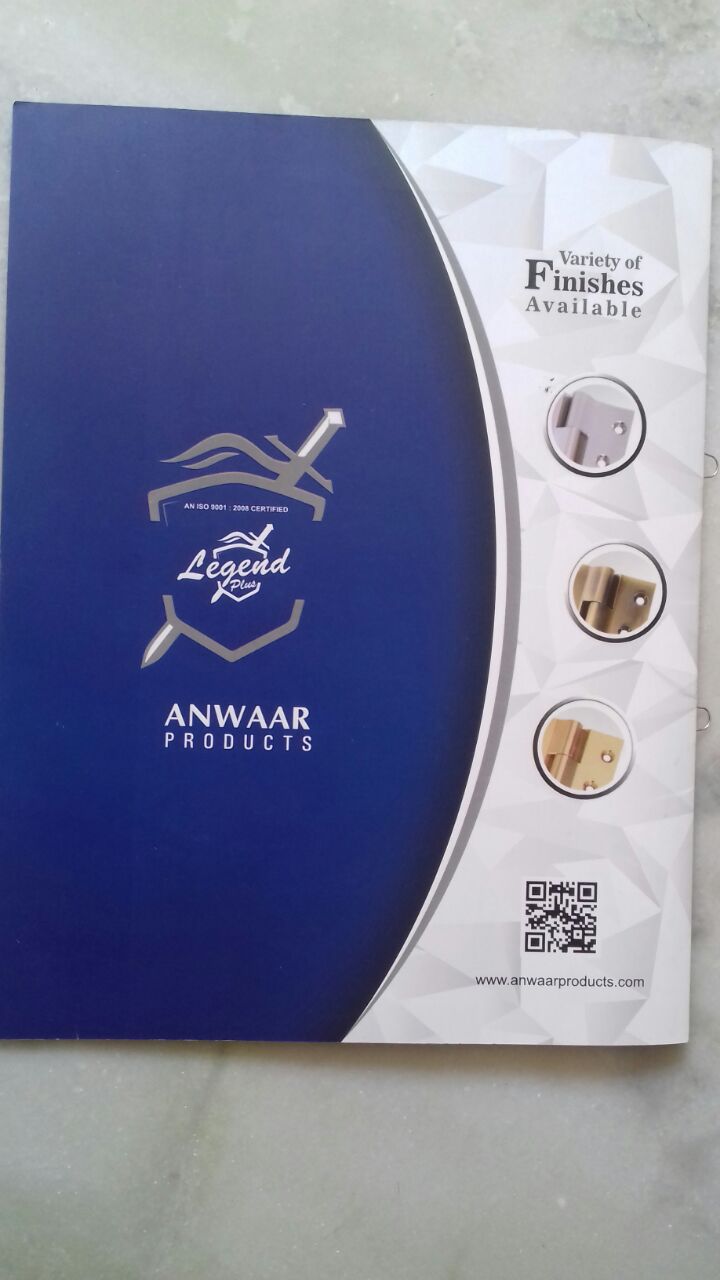 Variety of
Finishes
Available
AN ISO 9001 : 2008 CERTIFIED
Legend
Plus
ANWAAR
PRODUCTS
www.anwaarproducts.com